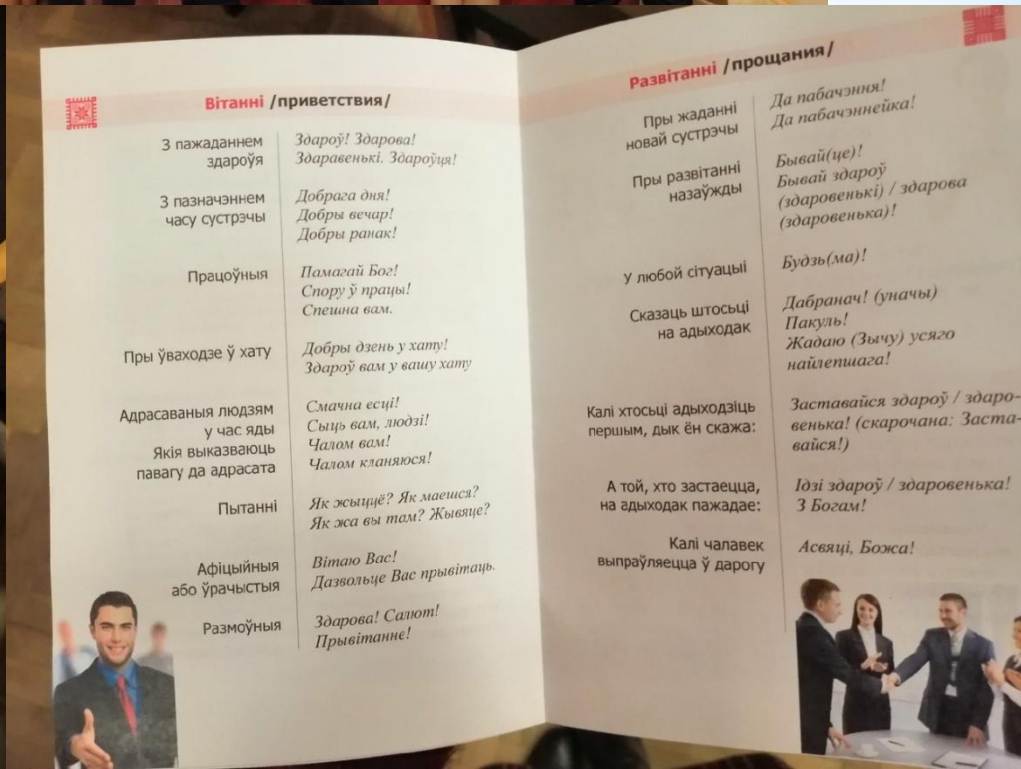 Вітанні /приветствия/
З пажаданнем
здароўя
Здароў! Здарова!
Здаравенькі. Здароўця!
З пазначэннем
часу сустрэчы
Добрага дня!
Добры вечар!
Добры ранак!
Працоўныя
Памагай Бог!
Спору ў працы!
Спешна вам.
Пры ўваходзе ў хату
Добры дзень у хату!
Здароў вам у вашу хату
Адрасаваныя людзям
у час яды
Якія выказваюць
павагу да адрасата
Смачна есці!
Сыць вам, людзі!
Чалом вам!
Чалом кланяюся!
Пытанні
Як жыццё? Як маешся?
Як жа вы там? Жывяце?
Афіцыйныя
або ўрачыстыя
Вітаю Вас!
Дазвольце Вас прывітаць.
Размоўныя
Здарова! Салют!
Прывітанне!
Развітанні /прощания/
Пры жаданні
новай сустрэчы
Да пабачэння!
Да пабачэннейка!
Пры развітанні
назаўжды
Бывай(це)!
Бывай здароў
(здаровенькі) / здарова
(здаровенька)!
У любой сітуацыі
Будзь(ма)!
Сказаць штосьці
на адыходак
Дабранач! (уначы)
Пакуль!
Жадаю (Зычу) усяго
найлепшага!
Калі хтосьці адыходзіць
першым, дык ён скажа:
Заставайся здароў / здаро-
венька! (скарочана: Заста-
вайся!)
А той, хто застаецца,
на адыходак пажадае:
Ідзі здароў / здаровенька!
З Богам!
Калі чалавек
выпраўляецца ў дарогу
Асвяці, Божа!